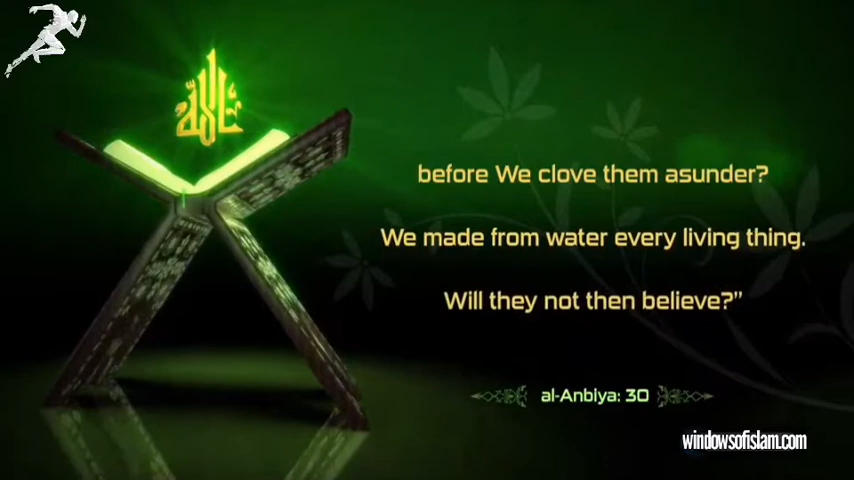 الله
before We clove them asunder?
We made from water every living thing.
Will they not then believe?”
al-Anbiya: 30
windowsofislam.com